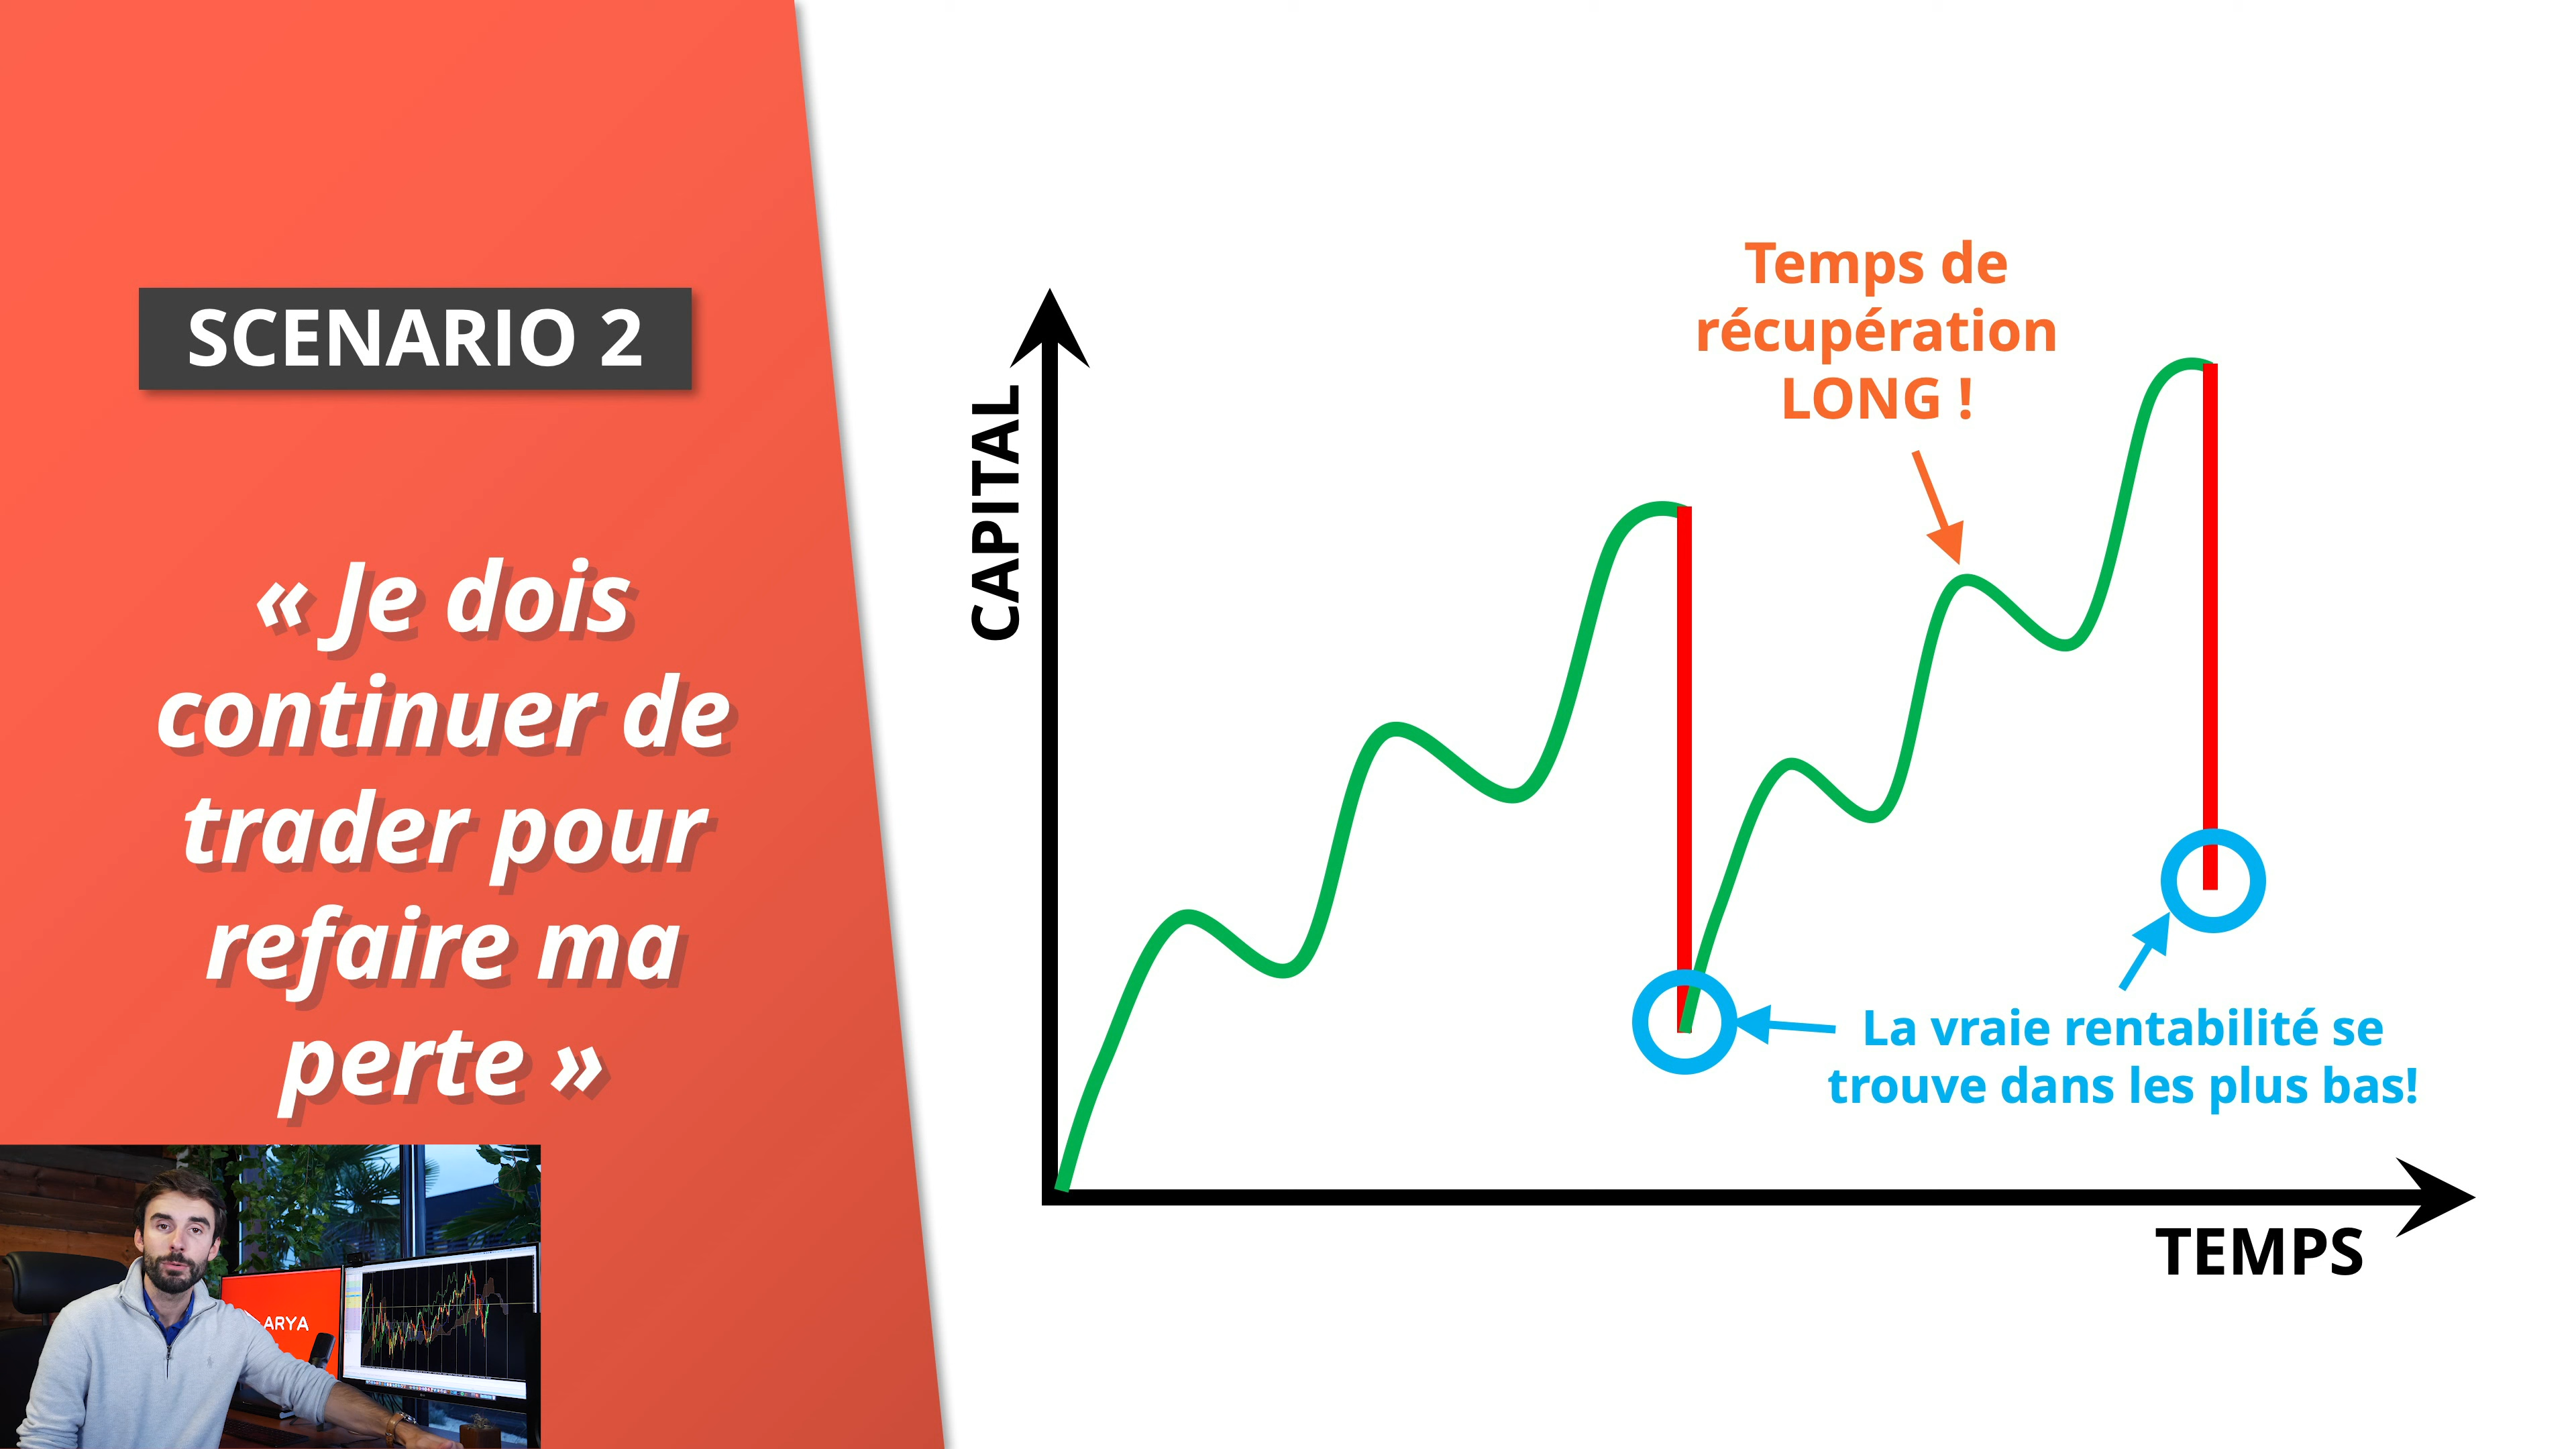 SCENARIO 2
« Je dois
continuer de
trader pour
refaire ma
perte »
CAPITAL
Temps de
récupération
LONG !
La vraie rentabilité se
trouve dans les plus bas!
TEMPS
ARYA